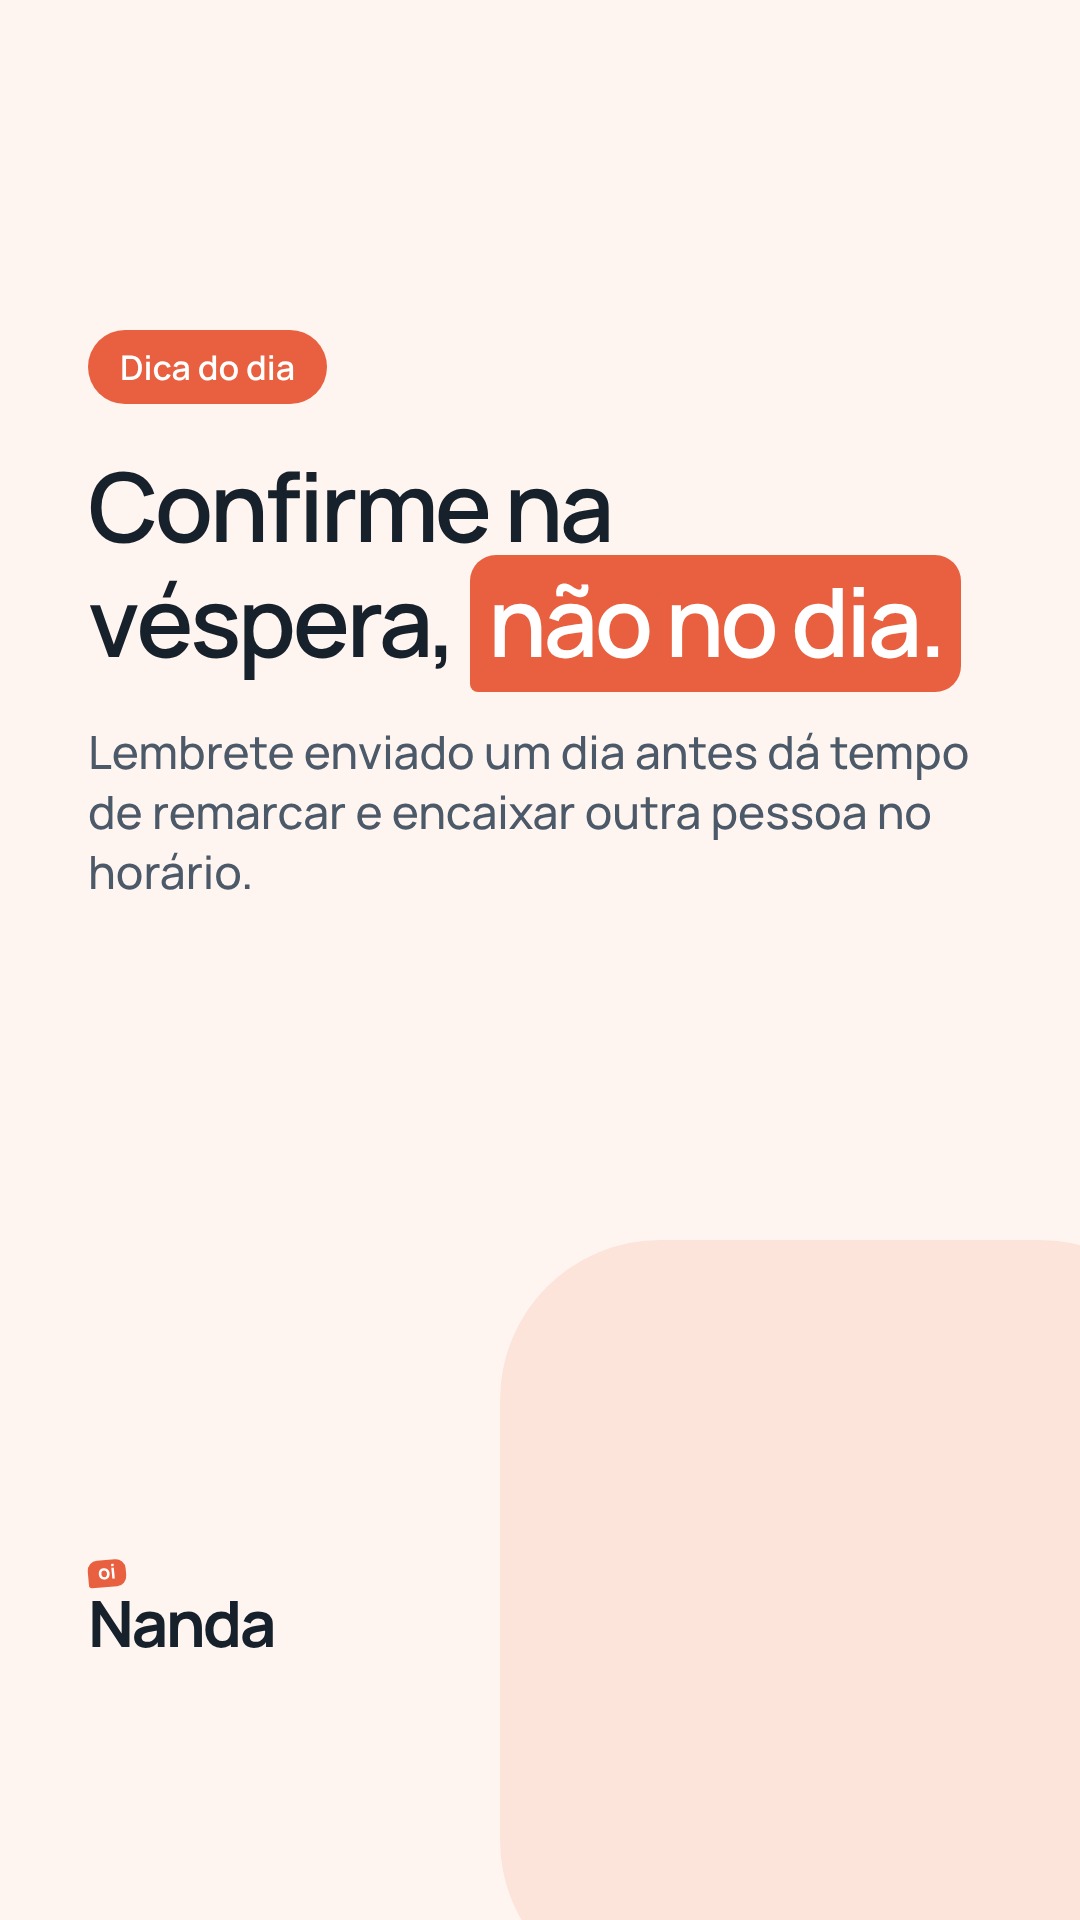 Dica do dia
Confirme na
véspera, não no dia.
Lembrete enviado um dia antes dá tempo
de remarcar e encaixar outra pessoa no
horário.
oi
Nanda